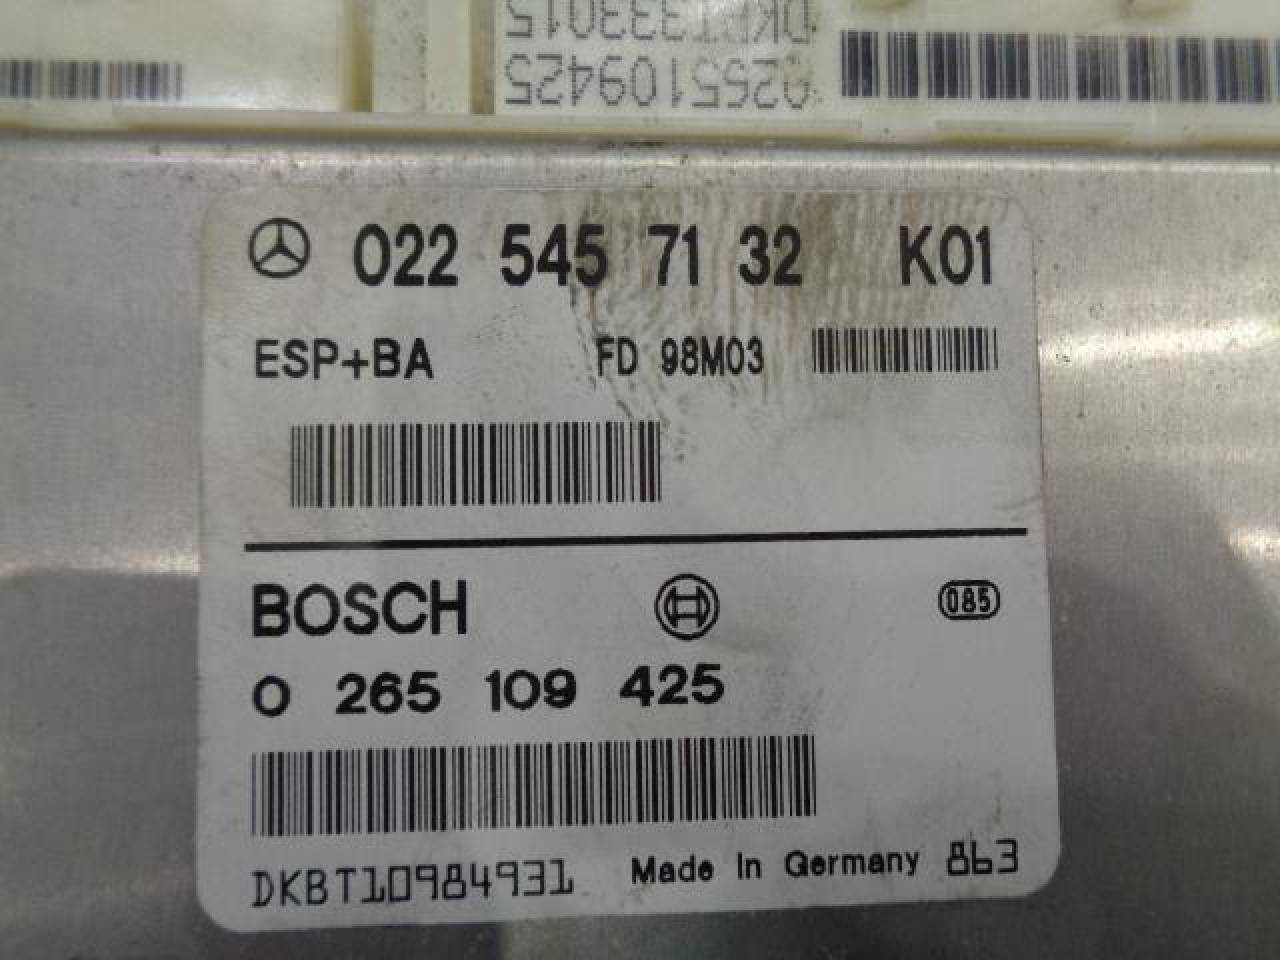 DKBT333015
0265109425
022 545 71 32 K01
ESP+BA FD 98M03
BOSCH 085
0 265 109 425
DKBT10984931 Made In Germany 863